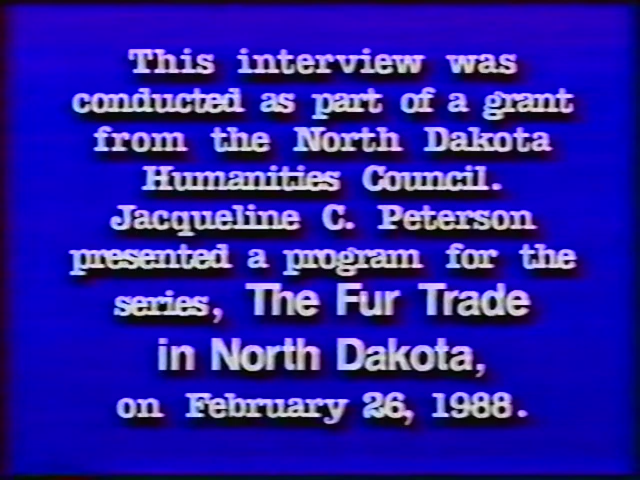 This interview was
conducted as part of a grant
from the North Dakota
Humanities Council.
Jacqueline C. Peterson
presented a program for the
series, The Fur Trade
in North Dakota,
on February 26, 1988.